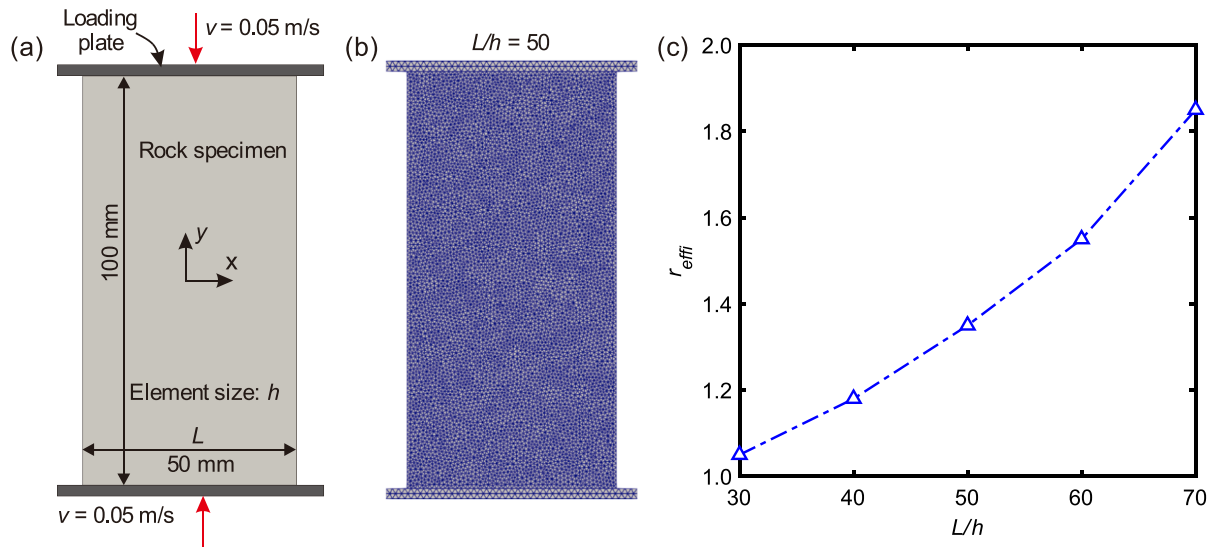 (a)
Loading
plate
v = 0.05 m/s
Rock specimen
100 mm
y
x
Element size: h
L
50 mm
v = 0.05 m/s
(b)
L/h = 50
(c)
2.0
1.8
1.6
1.4
1.2
1.0
r_effi
30 40 50 60 70
L/h